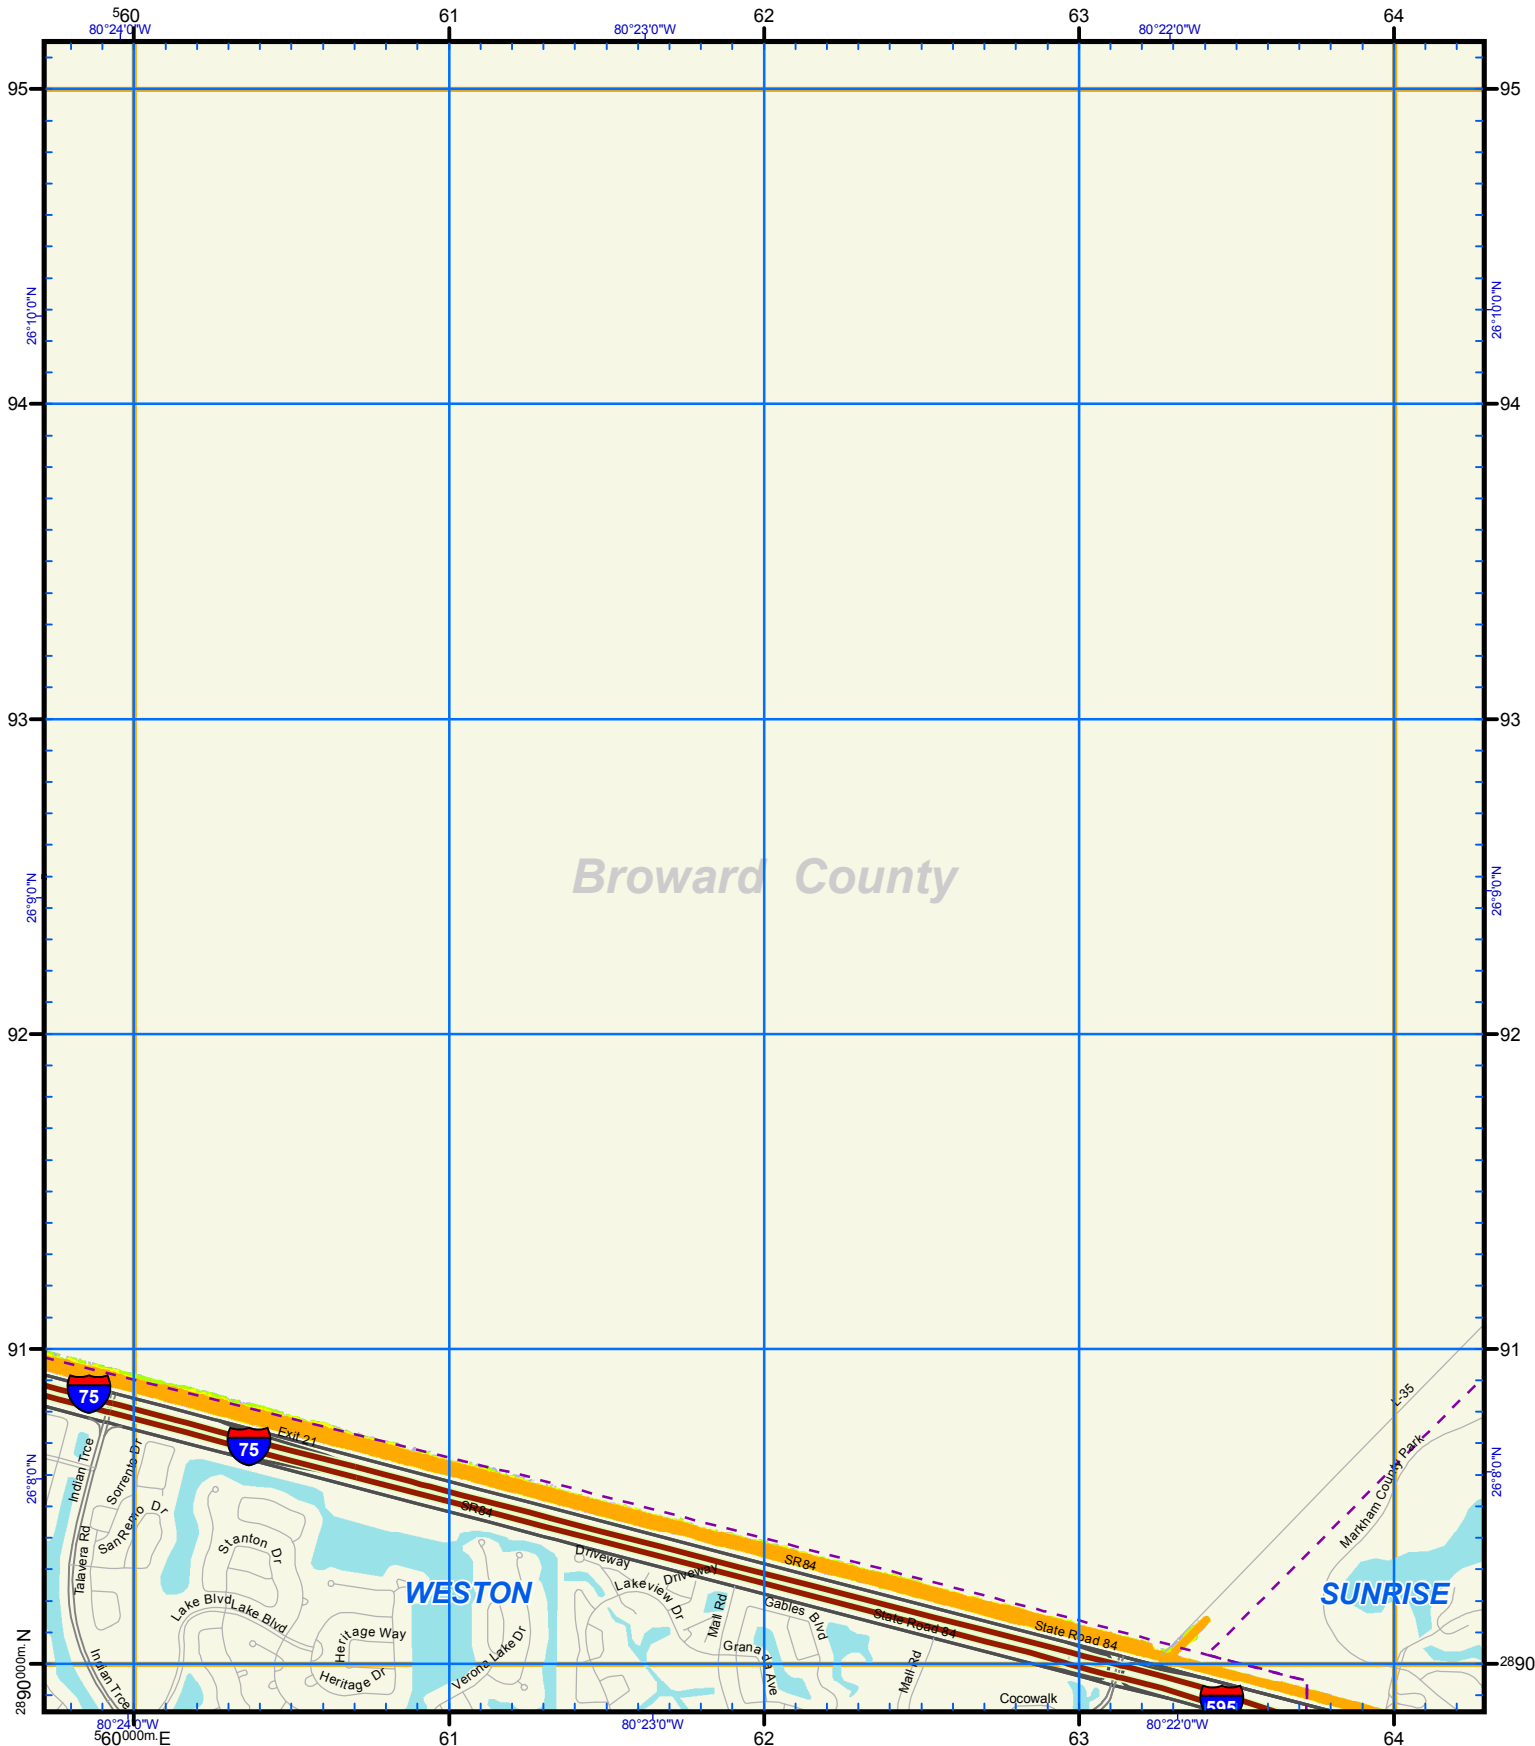 560 61 62 63 64
80°24'0"W 80°23'0"W 80°22'0"W
95 95
26°10'0"N 26°10'0"N
94 94
93 93
Broward County
26°9'0"N 26°9'0"N
92 92
91 91
75
L-35
75
Exit 21
Markham County Park
26°8'0"N 26°8'0"N
Indian Trce
Sorrento Dr
SR84
SanRemo Dr
Stanton Dr
Driveway
SR84
Talavera Rd
Driveway
Lakeview Dr
WESTON
SUNRISE
Lake Blvd Lake Blvd
Mall Rd
Gables Blvd
State Road 84
State Road 84
Heritage Way
Granada Ave
Verona Lake Dr
Indian Trce
Heritage Dr
Mall Rd
2890000m. N
2890
Cocowalk
595
80°24'0"W 80°23'0"W 80°22'0"W
560000m. E 61 62 63 64